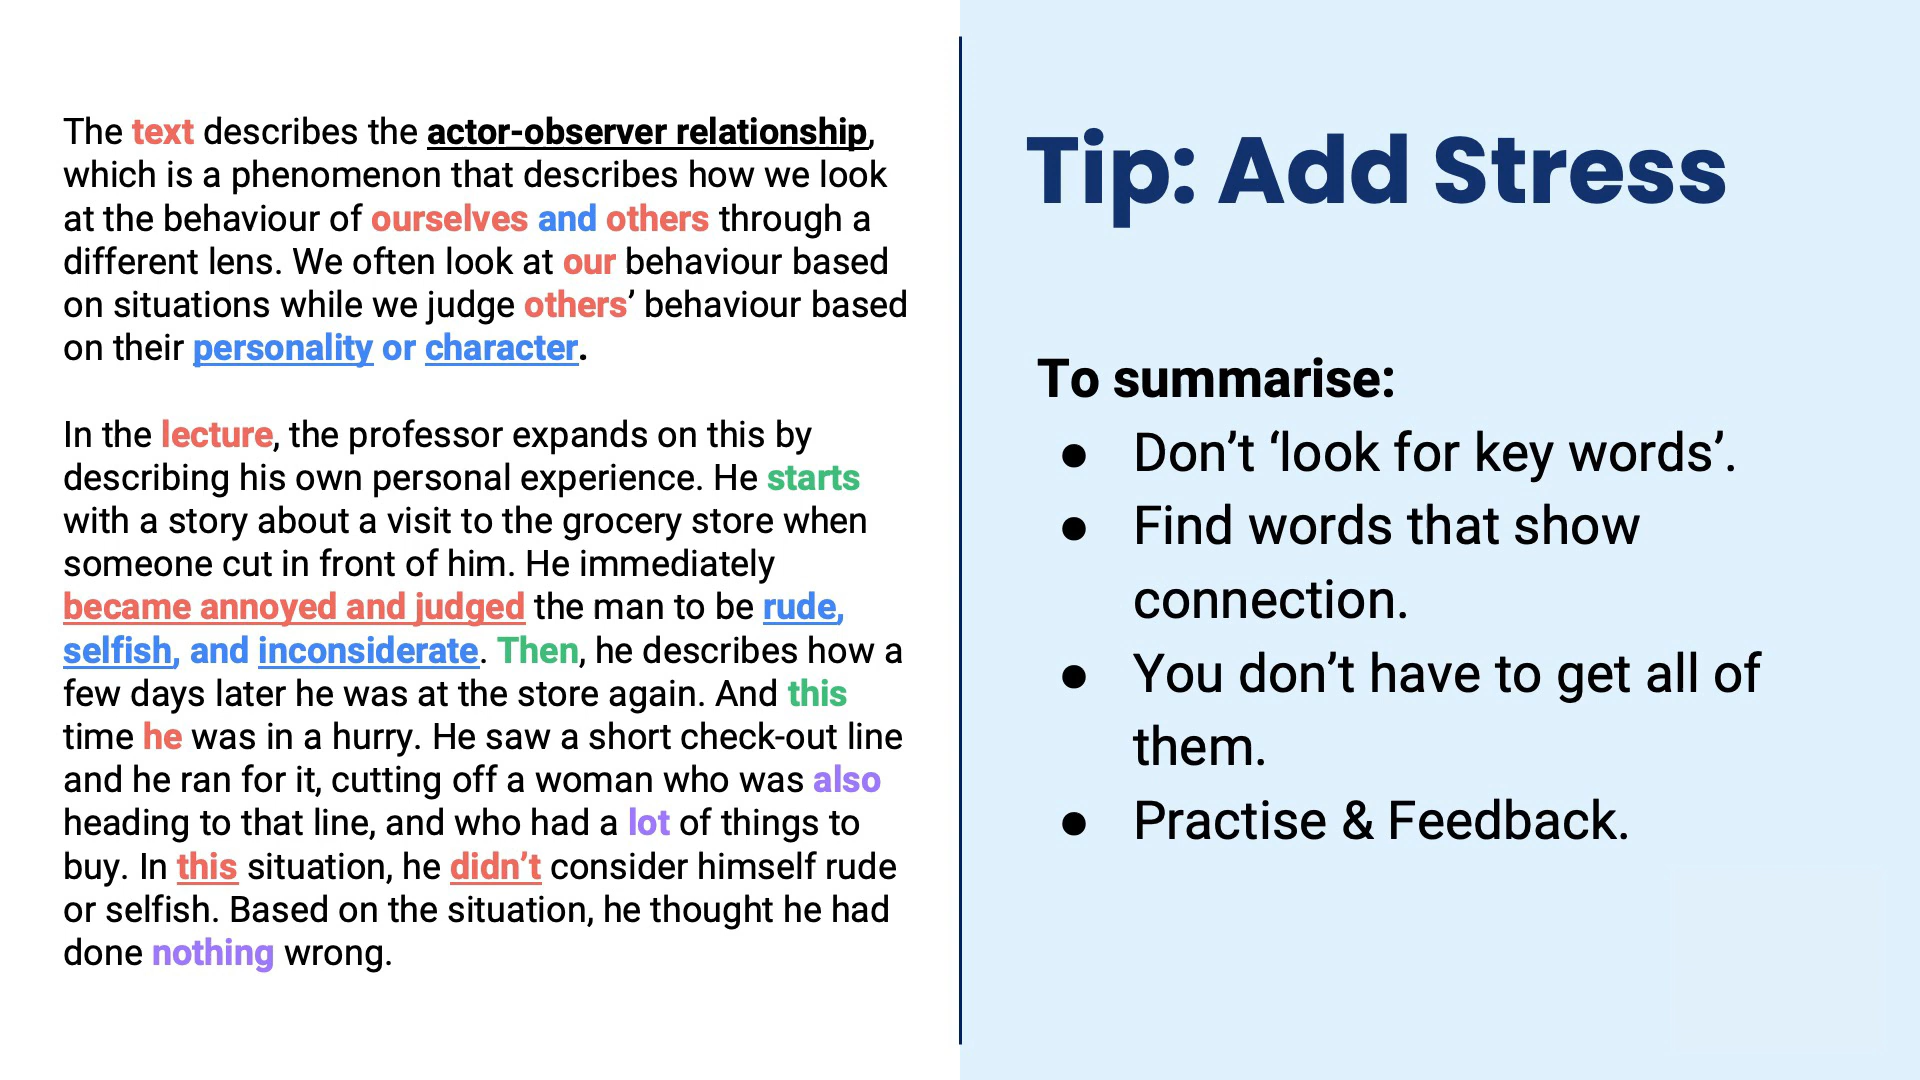 The text describes the actor-observer relationship,
which is a phenomenon that describes how we look
at the behaviour of ourselves and others through a
different lens. We often look at our behaviour based
on situations while we judge others’ behaviour based
on their personality or character.
In the lecture, the professor expands on this by
describing his own personal experience. He starts
with a story about a visit to the grocery store when
someone cut in front of him. He immediately
became annoyed and judged the man to be rude,
selfish, and inconsiderate. Then, he describes how a
few days later he was at the store again. And this
time he was in a hurry. He saw a short check-out line
and he ran for it, cutting off a woman who was also
heading to that line, and who had a lot of things to
buy. In this situation, he didn’t consider himself rude
or selfish. Based on the situation, he thought he had
done nothing wrong.
Tip: Add Stress
To summarise:
● Don’t ‘look for key words’.
● Find words that show
connection.
● You don’t have to get all of
them.
● Practise & Feedback.